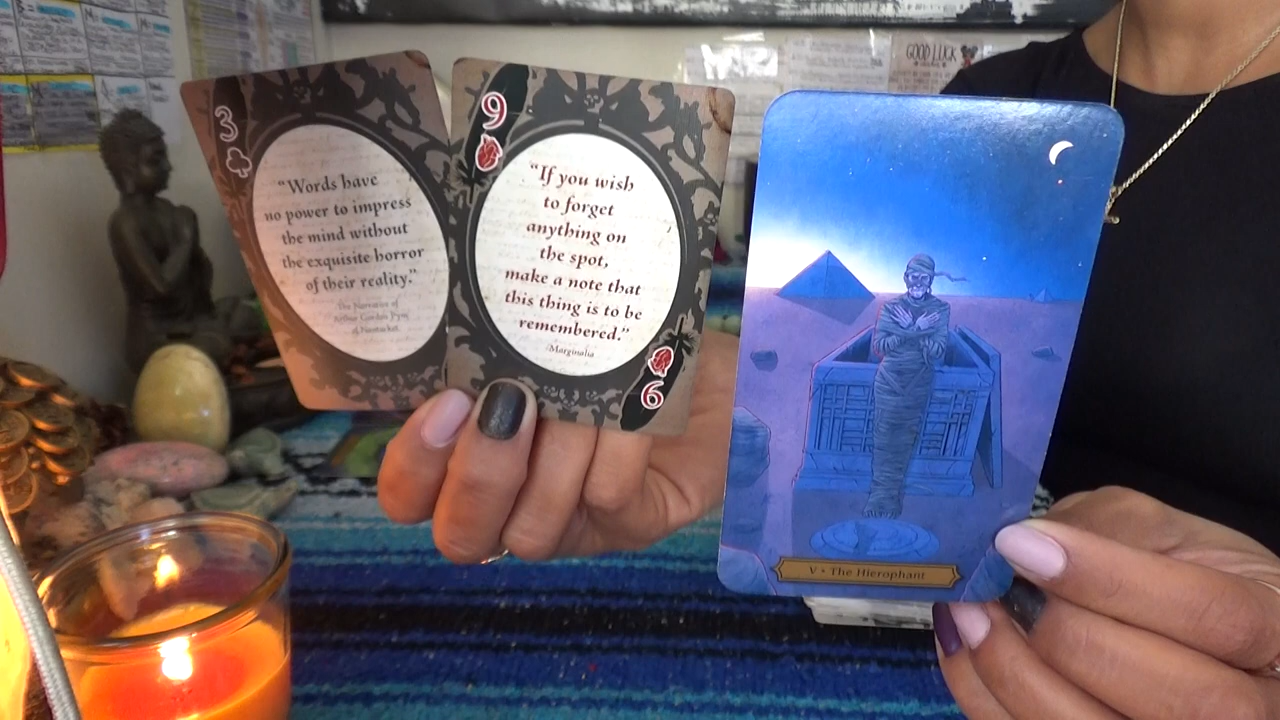 3
"Words have
no power to impress
the mind without
the exquisite horror
of their reality."
The Narrative of
Arthur Gordon Pym
of Nantucket
9
"If you wish
to forget
anything on
the spot,
make a note that
this thing is to be
remembered."
Marginalia
9
V • The Hierophant
GOOD LUCK